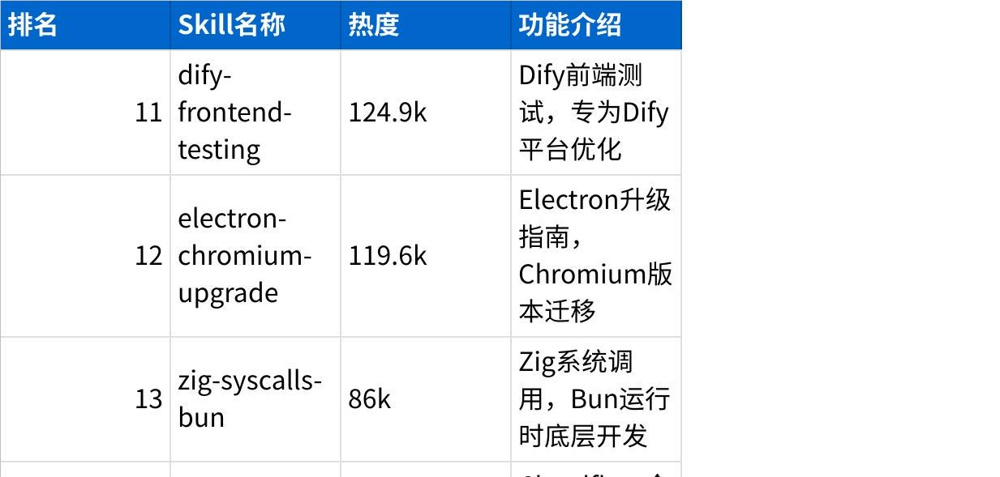 排名 Skill名称 热度 功能介绍
11
dify-
frontend-
testing
124.9k
Dify前端测
试，专为Dify
平台优化
12
electron-
chromium-
upgrade
119.6k
Electron升级
指南，
Chromium版
本迁移
13
zig-syscalls-
bun
86k
Zig系统调
用，Bun运行
时底层开发